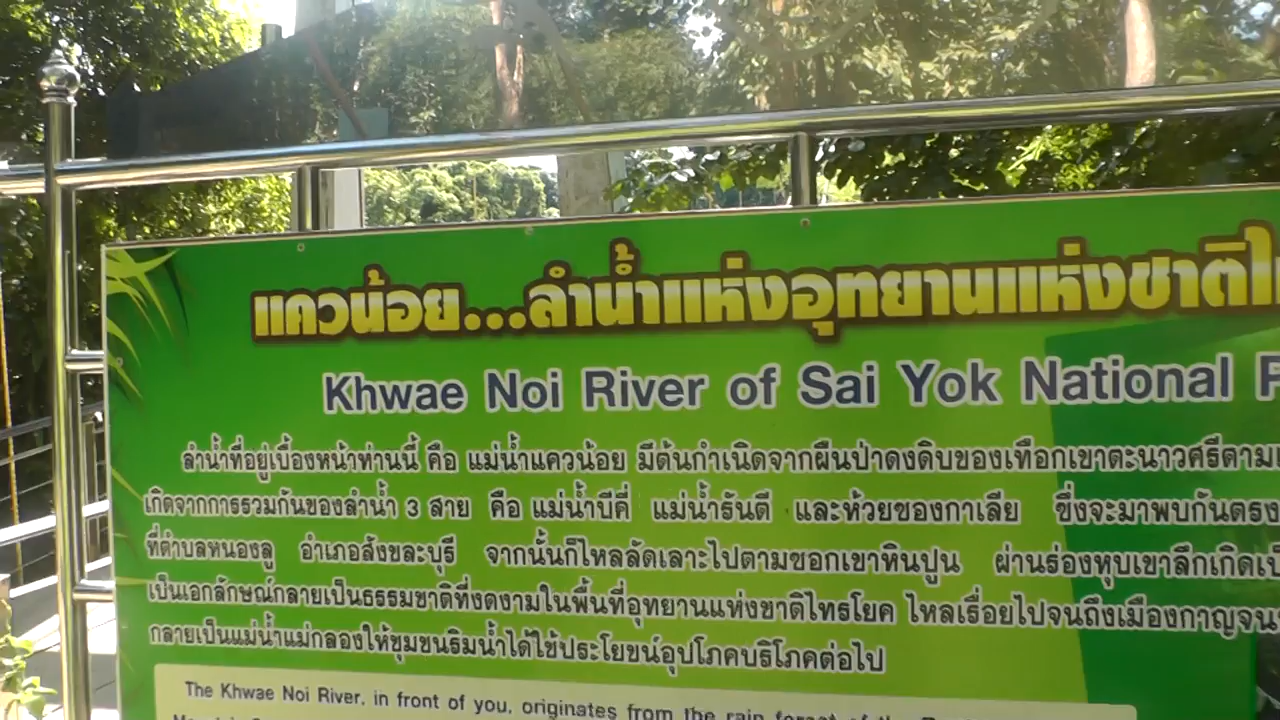 แควน้อย...ลำน้ำแห่งอุทยานแห่งชาติไ
Khwae Noi River of Sai Yok National P
ลำน้ำที่อยู่เบื้องหน้าท่านนี้ คือ แม่น้ำแควน้อย มีต้นกำเนิดจากผืนป่าดงดิบของเทือกเขาตะนาวศรีตาม
เกิดจากการรวมกันของลำน้ำ 3 สาย คือ แม่น้ำบีคี่ แม่น้ำรันตี และห้วยซองกาเลีย ซึ่งจะมาพบกันตรง
ที่ตำบลหนองลู อำเภอสังขละบุรี จากนั้นก็ไหลลัดเลาะไปตามซอกเขาหินปูน ผ่านร่องหุบเขาลึกเกิดเป็
เป็นเอกลักษณ์กลายเป็นธรรมชาติที่งดงามในพื้นที่อุทยานแห่งชาติไทรโยค ไหลเรื่อยไปจนถึงเมืองกาญจน
กลายเป็นแม่น้ำแม่กลองให้ชุมชนริมน้ำได้ใช้ประโยชน์อุปโภคบริโภคต่อไป
The Khwae Noi River, in front of you, originates from the rain forest of the